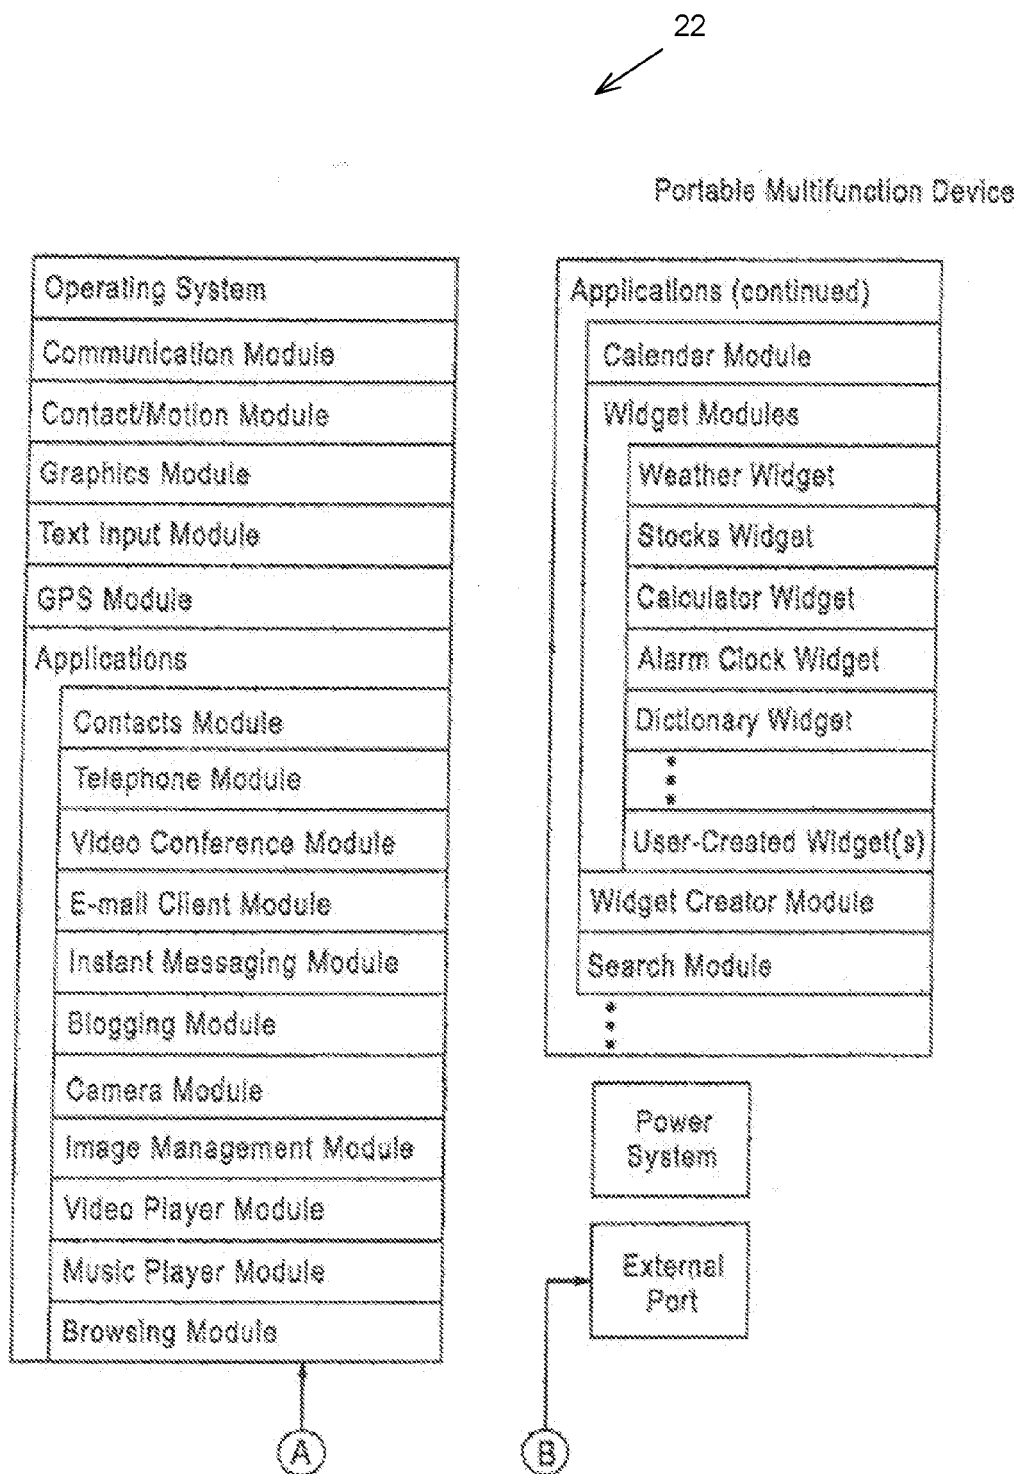 22
Portable Multifunction Device
Operating System
Communication Module
Contact/Motion Module
Graphics Module
Text Input Module
GPS Module
Applications
Contacts Module
Telephone Module
Video Conference Module
E-mail Client Module
Instant Messaging Module
Blogging Module
Camera Module
Image Management Module
Video Player Module
Music Player Module
Browsing Module
A
Applications (continued)
Calendar Module
Widget Modules
Weather Widget
Stocks Widget
Calculator Widget
Alarm Clock Widget
Dictionary Widget
User-Created Widget(s)
Widget Creator Module
Search Module
Power
System
External
Port
B